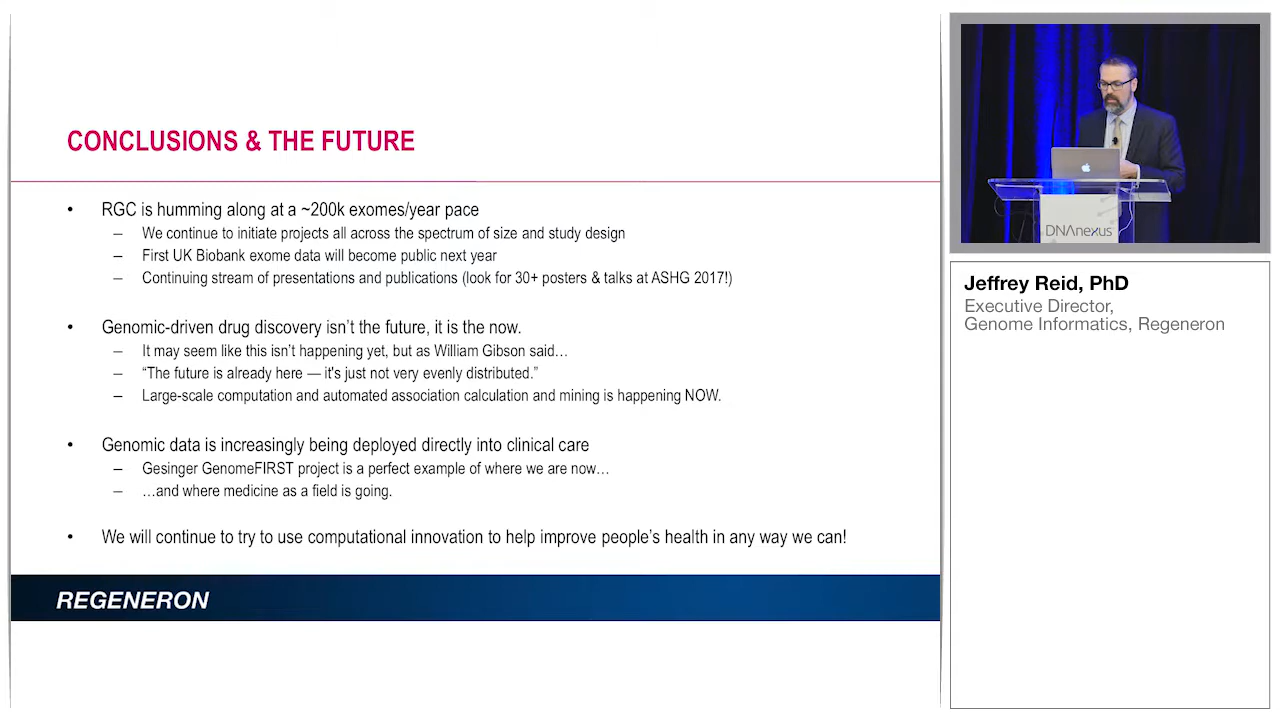 CONCLUSIONS & THE FUTURE
• RGC is humming along at a ~200k exomes/year pace
– We continue to initiate projects all across the spectrum of size and study design
– First UK Biobank exome data will become public next year
– Continuing stream of presentations and publications (look for 30+ posters & talks at ASHG 2017!)
• Genomic-driven drug discovery isn’t the future, it is the now.
– It may seem like this isn’t happening yet, but as William Gibson said…
– “The future is already here — it's just not very evenly distributed.”
– Large-scale computation and automated association calculation and mining is happening NOW.
• Genomic data is increasingly being deployed directly into clinical care
– Gesinger GenomeFIRST project is a perfect example of where we are now…
– …and where medicine as a field is going.
• We will continue to try to use computational innovation to help improve people’s health in any way we can!
REGENERON
DNAnexus
Jeffrey Reid, PhD
Executive Director,
Genome Informatics, Regeneron